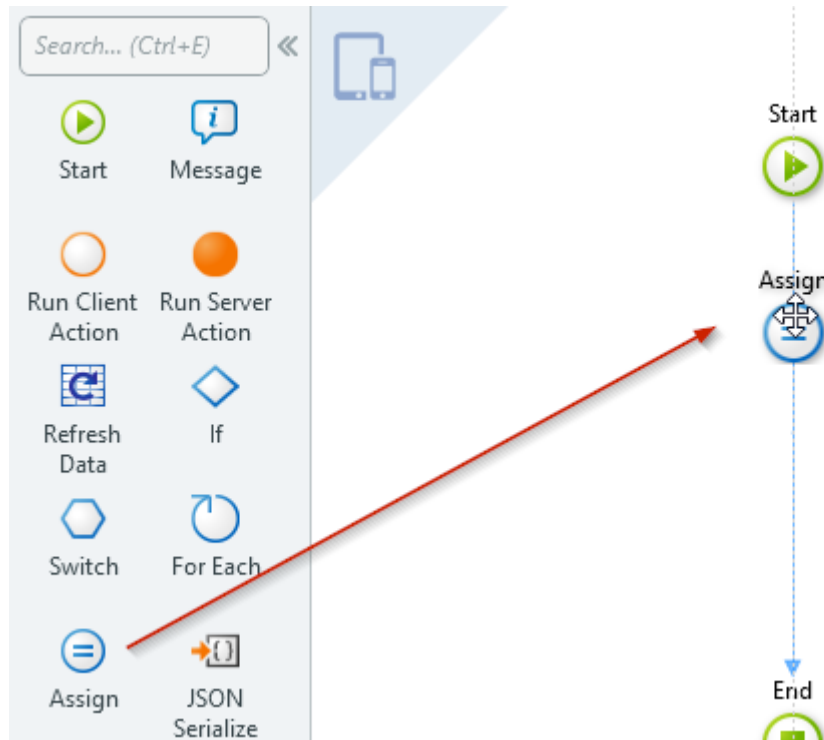 Search... (Ctrl+E)
Start
Message
Run Client
Action
Run Server
Action
Refresh
Data
If
Switch
For Each
Assign
JSON
Serialize
Start
Assign
End